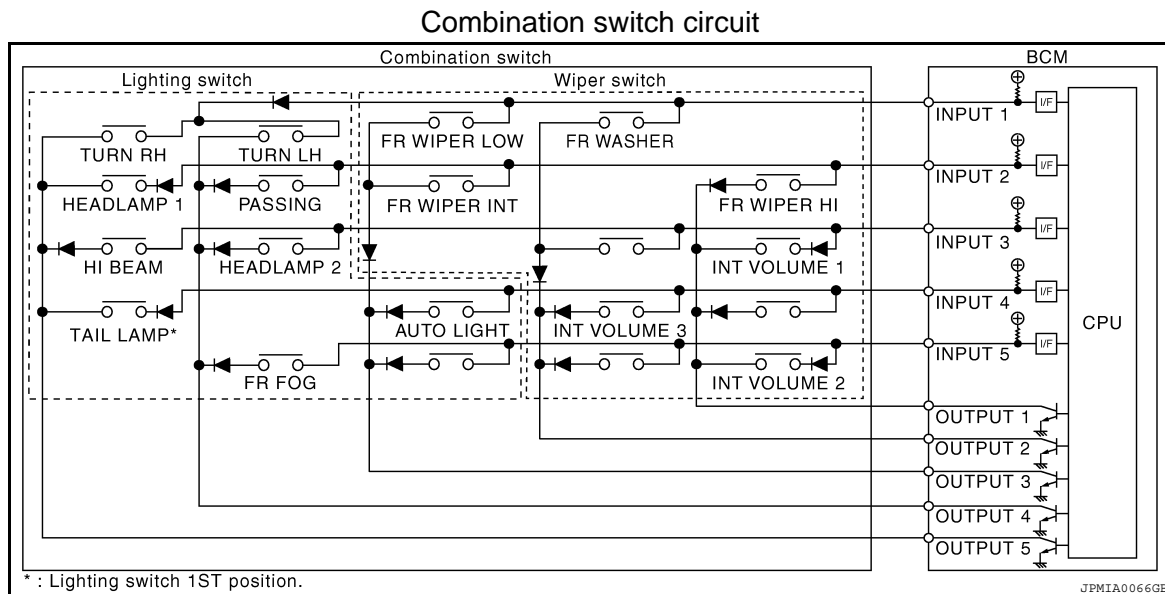 Combination switch circuit
Combination switch
BCM
Lighting switch
Wiper switch
INPUT 1
I/F
TURN RH
TURN LH
FR WIPER LOW
FR WASHER
INPUT 2
I/F
HEADLAMP 1
PASSING
FR WIPER INT
FR WIPER HI
INPUT 3
I/F
HI BEAM
HEADLAMP 2
INT VOLUME 1
INPUT 4
I/F
TAIL LAMP*
AUTO LIGHT
INT VOLUME 3
CPU
INPUT 5
I/F
FR FOG
INT VOLUME 2
OUTPUT 1
OUTPUT 2
OUTPUT 3
OUTPUT 4
OUTPUT 5
* : Lighting switch 1ST position.
JPMIA0066GB